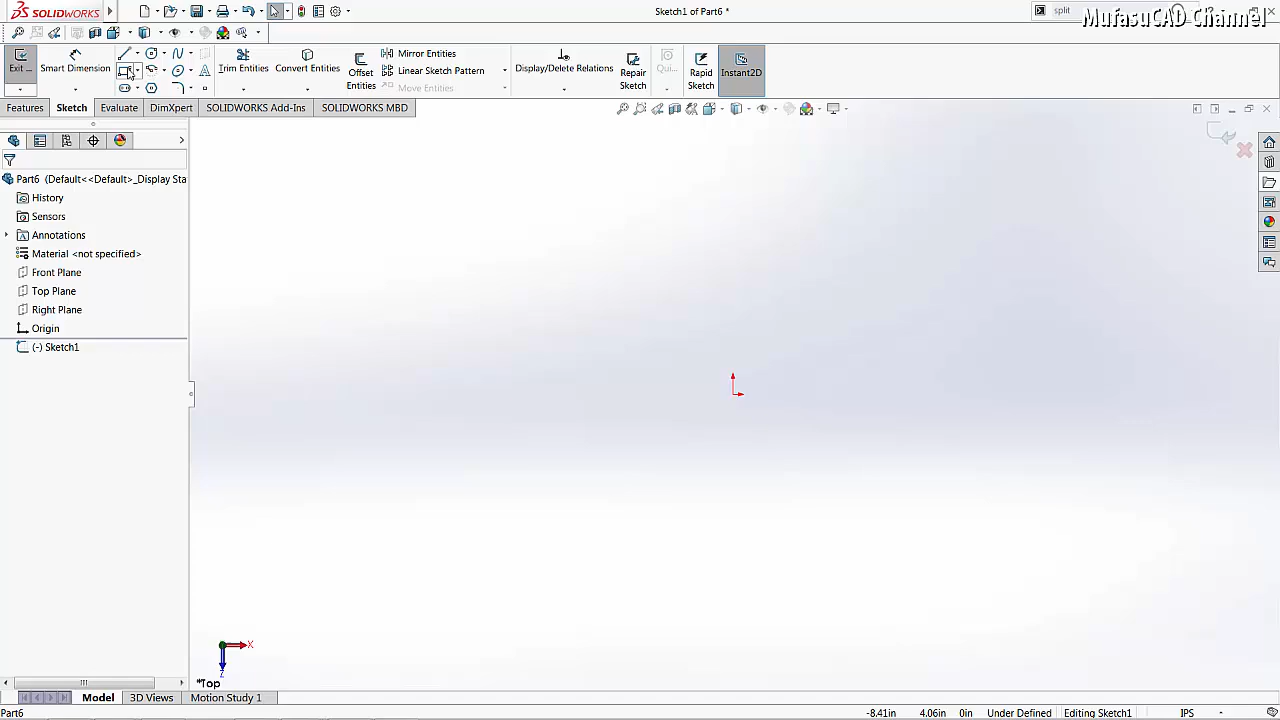 SOLIDWORKS
Sketch1 of Part6 *
split
MufasuCAD Channel
Exit ...
Smart Dimension
Trim Entities
Convert Entities
Offset Entities
Mirror Entities
Linear Sketch Pattern
Move Entities
Display/Delete Relations
Repair Sketch
Qui...
Rapid Sketch
Instant2D
Features
Sketch
Evaluate
DimXpert
SOLIDWORKS Add-Ins
SOLIDWORKS MBD
Part6 (Default<<Default>_Display Sta
History
Sensors
Annotations
Material <not specified>
Front Plane
Top Plane
Right Plane
Origin
(-) Sketch1
X
Z
*Top
Model
3D Views
Motion Study 1
Part6
-8.41in
4.06in
0in
Under Defined
Editing Sketch1
IPS
-